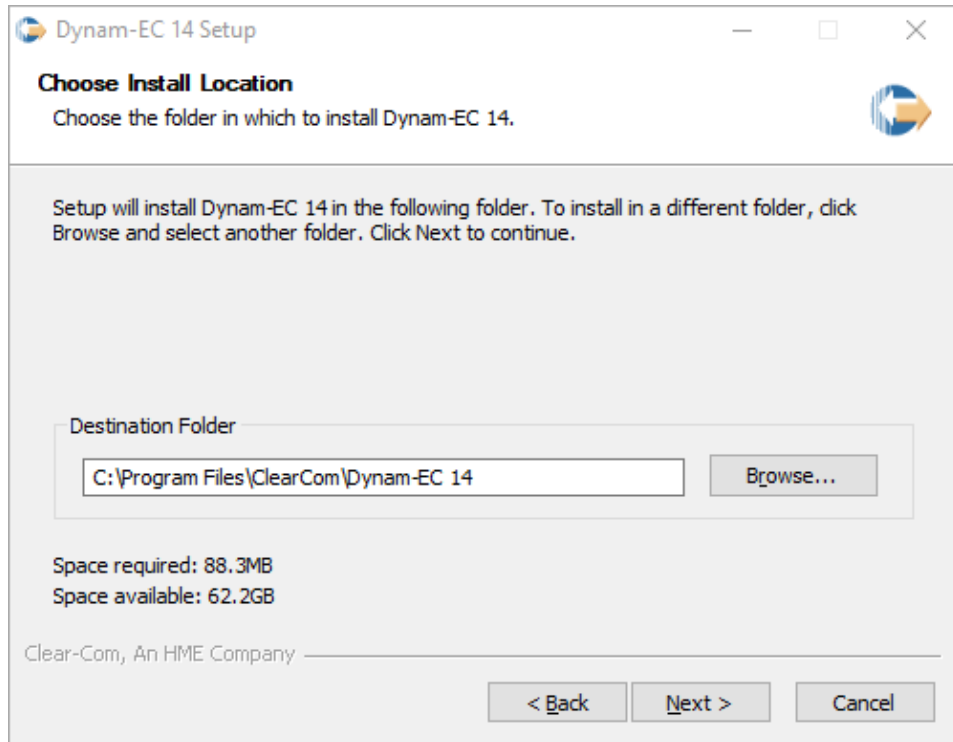 Dynam-EC 14 Setup
Choose Install Location
Choose the folder in which to install Dynam-EC 14.
Setup will install Dynam-EC 14 in the following folder. To install in a different folder, click
Browse and select another folder. Click Next to continue.
Destination Folder
C:\Program Files\ClearCom\Dynam-EC 14
Browse...
Space required: 88.3MB
Space available: 62.2GB
Clear-Com, An HME Company
< Back
Next >
Cancel